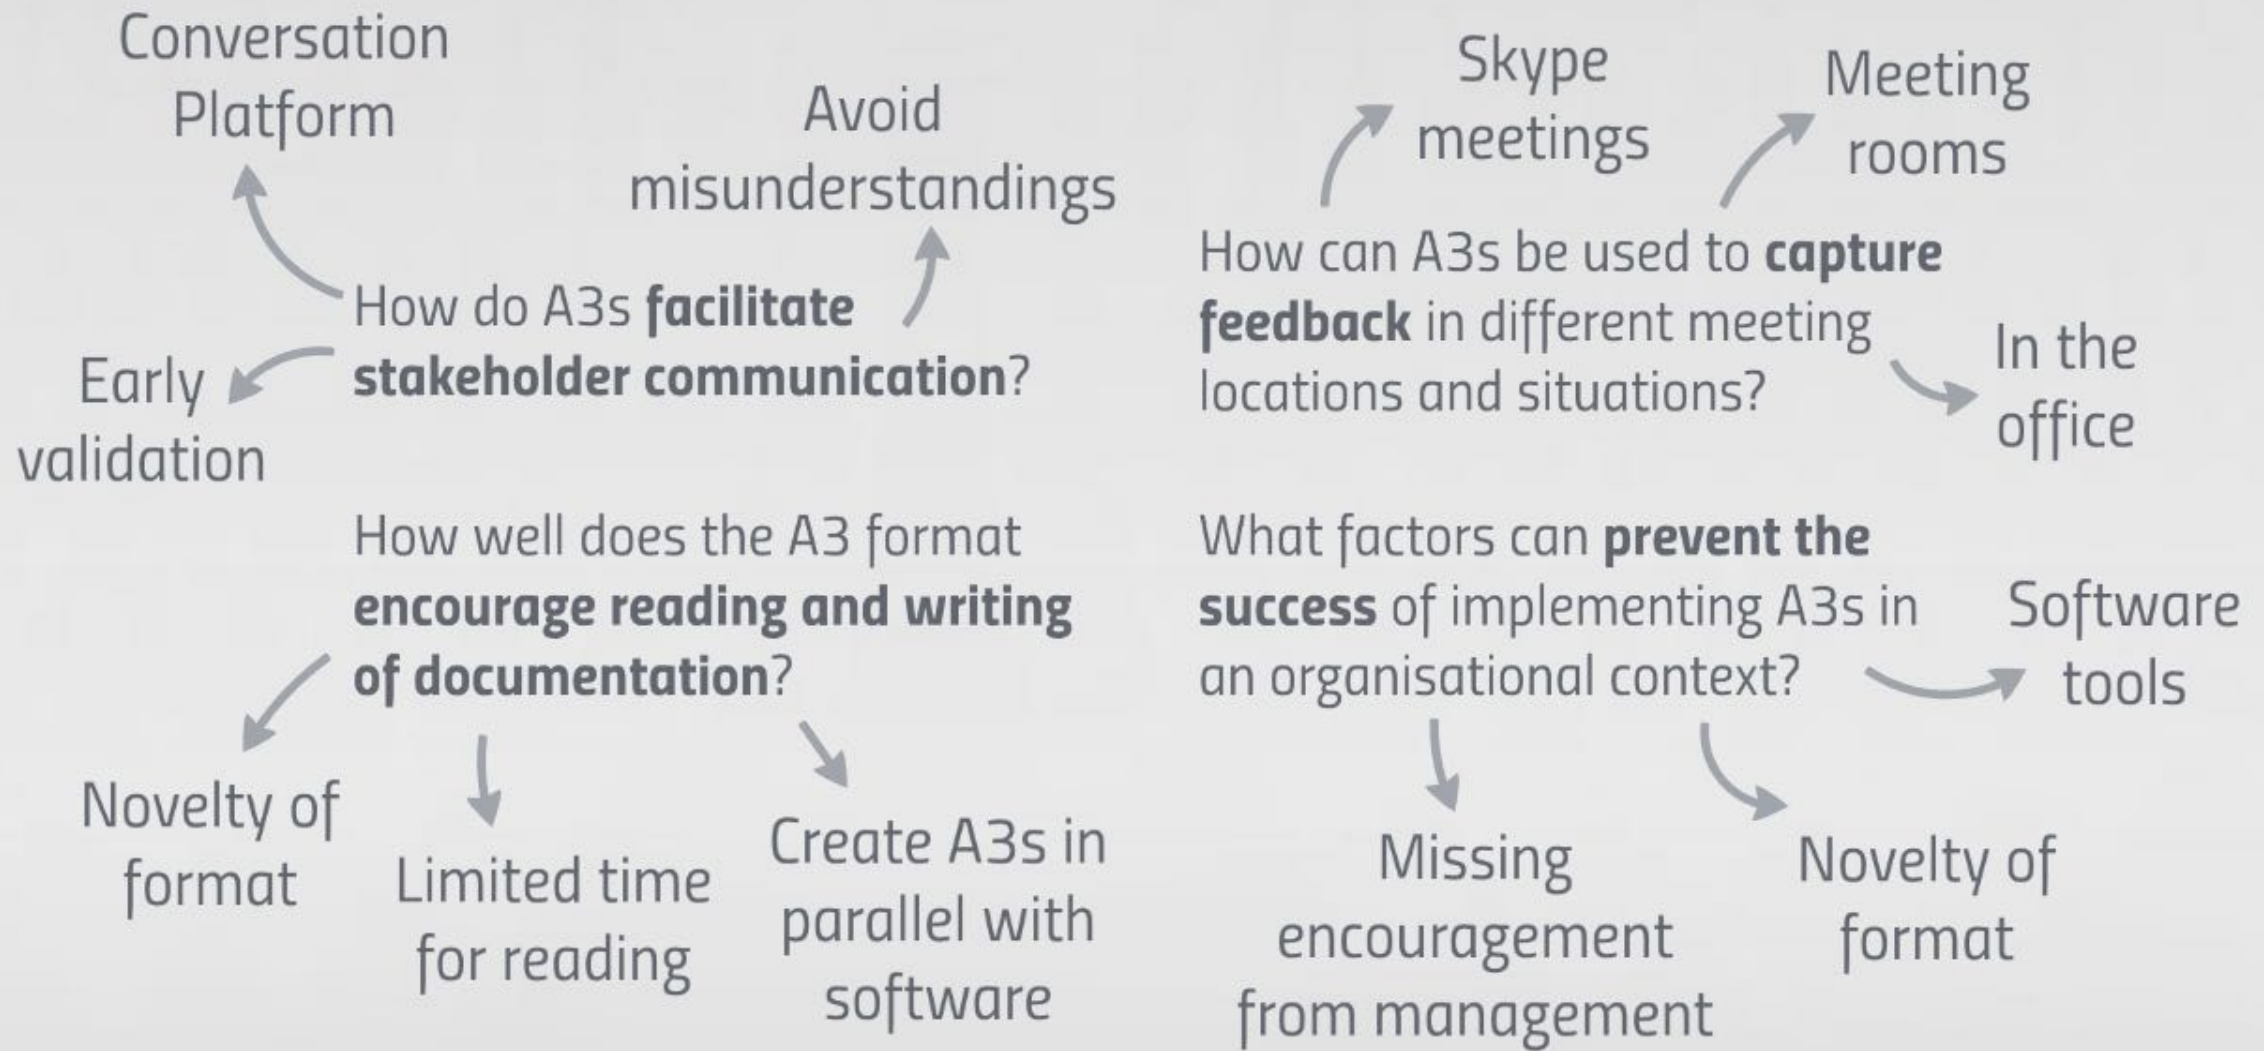 Conversation
Platform
Avoid
misunderstandings
How do A3s facilitate
stakeholder communication?
Early
validation
Skype
meetings
Meeting
rooms
How can A3s be used to capture
feedback in different meeting
locations and situations?
In the
office
How well does the A3 format
encourage reading and writing
of documentation?
Novelty of
format
Limited time
for reading
Create A3s in
parallel with
software
What factors can prevent the
success of implementing A3s in
an organisational context?
Software
tools
Missing
encouragement
from management
Novelty of
format